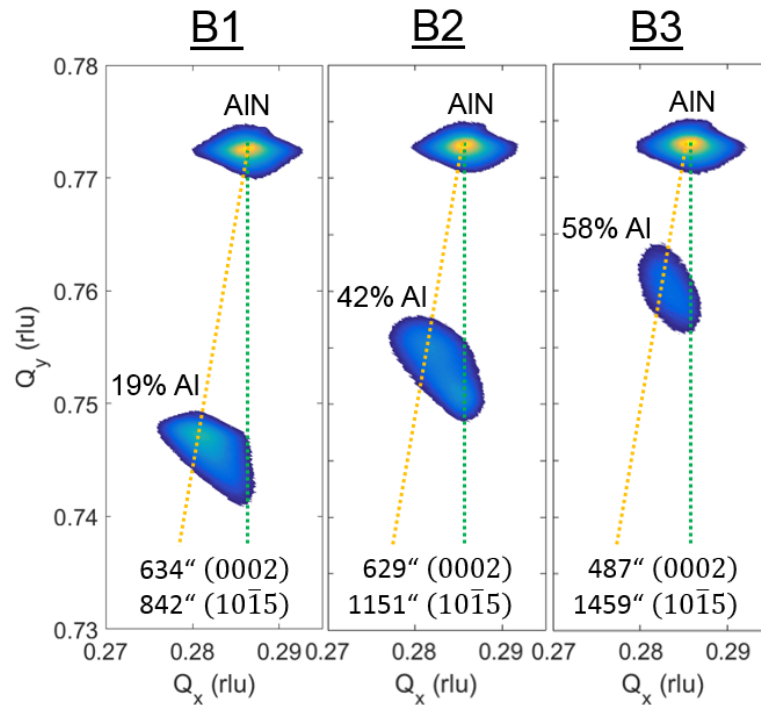 B1
B2
B3
0.78
0.77
0.76
0.75
0.74
0.73
Q_y (rlu)
AlN
19% Al
634“ (0002)
842“ (101̅5)
0.27
0.28
0.29
Q_x (rlu)
AlN
42% Al
629“ (0002)
1151“ (101̅5)
0.27
0.28
0.29
Q_x (rlu)
AlN
58% Al
487“ (0002)
1459“ (101̅5)
0.27
0.28
0.29
Q_x (rlu)